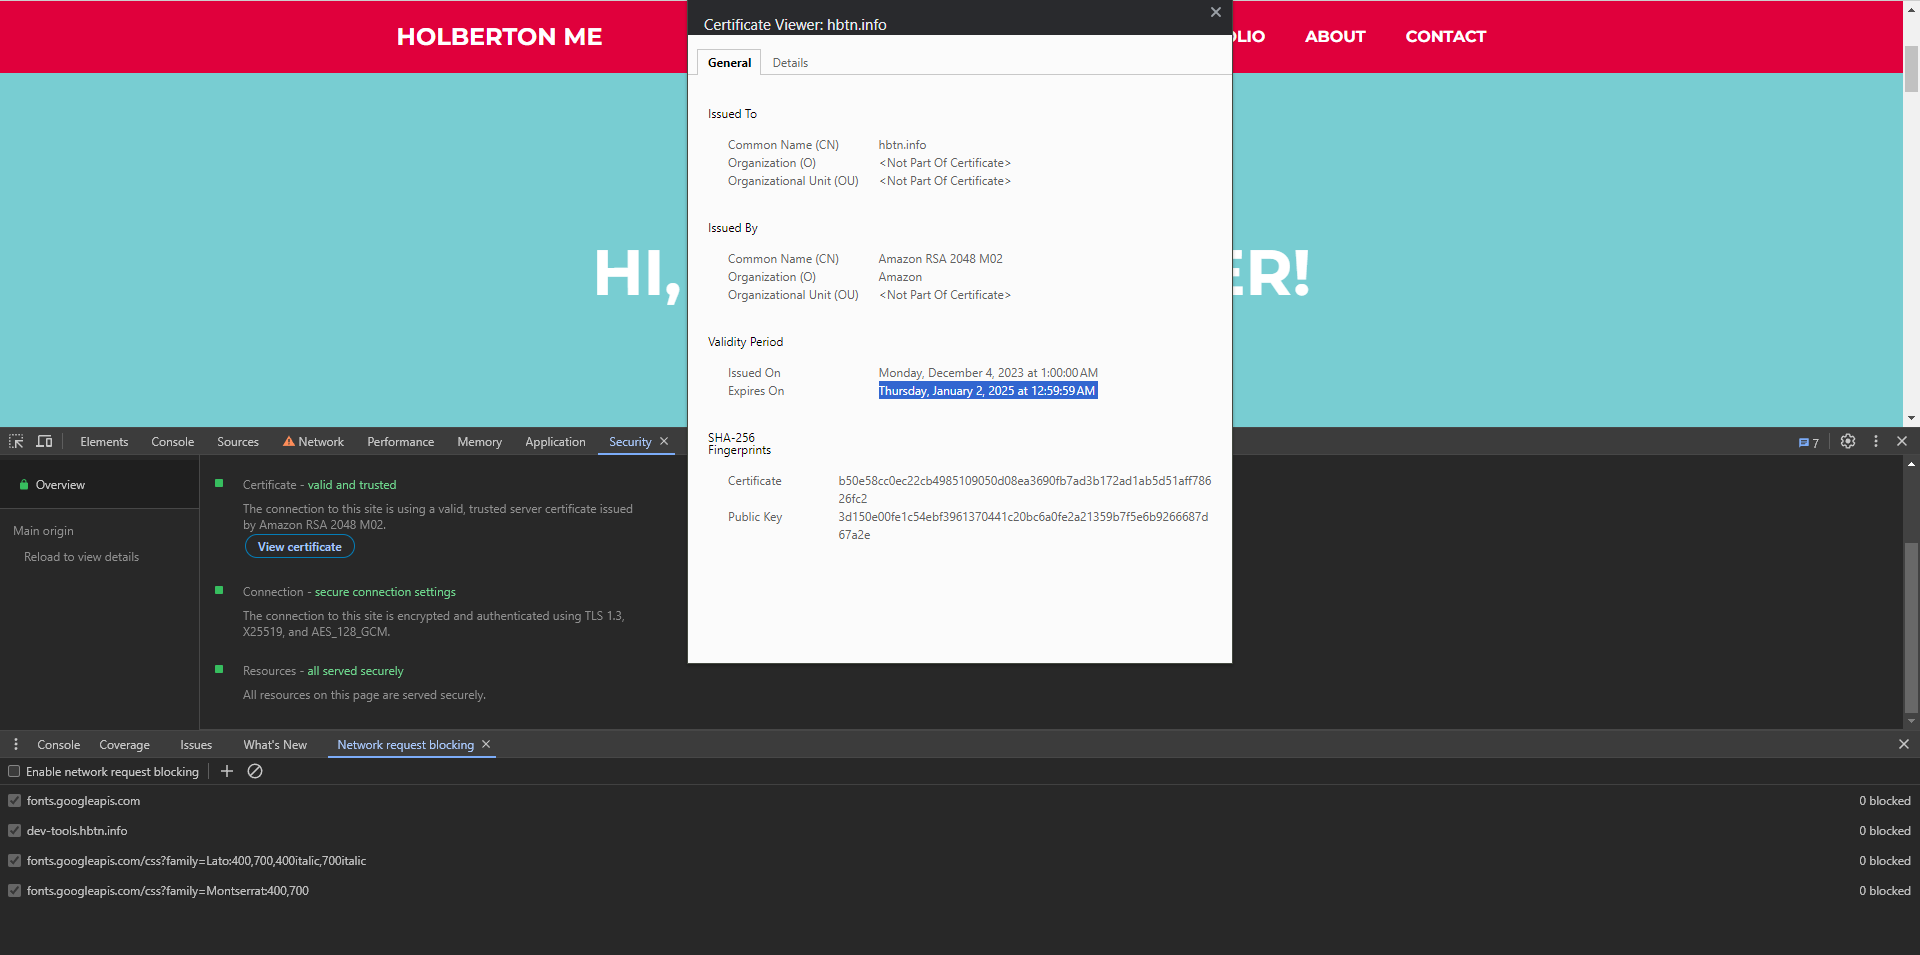 HOLBERTON ME
ABOUT
CONTACT
HI,
ER!
Certificate Viewer: hbtn.info
General
Details
Issued To
Common Name (CN) hbtn.info
Organization (O) <Not Part Of Certificate>
Organizational Unit (OU) <Not Part Of Certificate>
Issued By
Common Name (CN) Amazon RSA 2048 M02
Organization (O) Amazon
Organizational Unit (OU) <Not Part Of Certificate>
Validity Period
Issued On Monday, December 4, 2023 at 1:00:00 AM
Expires On Thursday, January 2, 2025 at 12:59:59 AM
SHA-256
Fingerprints
Certificate b50e58cc0ec22cb4985109050d08ea3690fb7ad3b172ad1ab5d51aff786
26fc2
Public Key 3d150e00fe1c54ebf3961370441c20bc6a0fe2a21359b7f5e6b9266687d
67a2e
Elements Console Sources Network Performance Memory Application Security
7
Overview
Main origin
Reload to view details
Certificate - valid and trusted
The connection to this site is using a valid, trusted server certificate issued
by Amazon RSA 2048 M02.
View certificate
Connection - secure connection settings
The connection to this site is encrypted and authenticated using TLS 1.3,
X25519, and AES_128_GCM.
Resources - all served securely
All resources on this page are served securely.
Console Coverage Issues What's New Network request blocking
Enable network request blocking
fonts.googleapis.com 0 blocked
dev-tools.hbtn.info 0 blocked
fonts.googleapis.com/css?family=Lato:400,700,400italic,700italic 0 blocked
fonts.googleapis.com/css?family=Montserrat:400,700 0 blocked